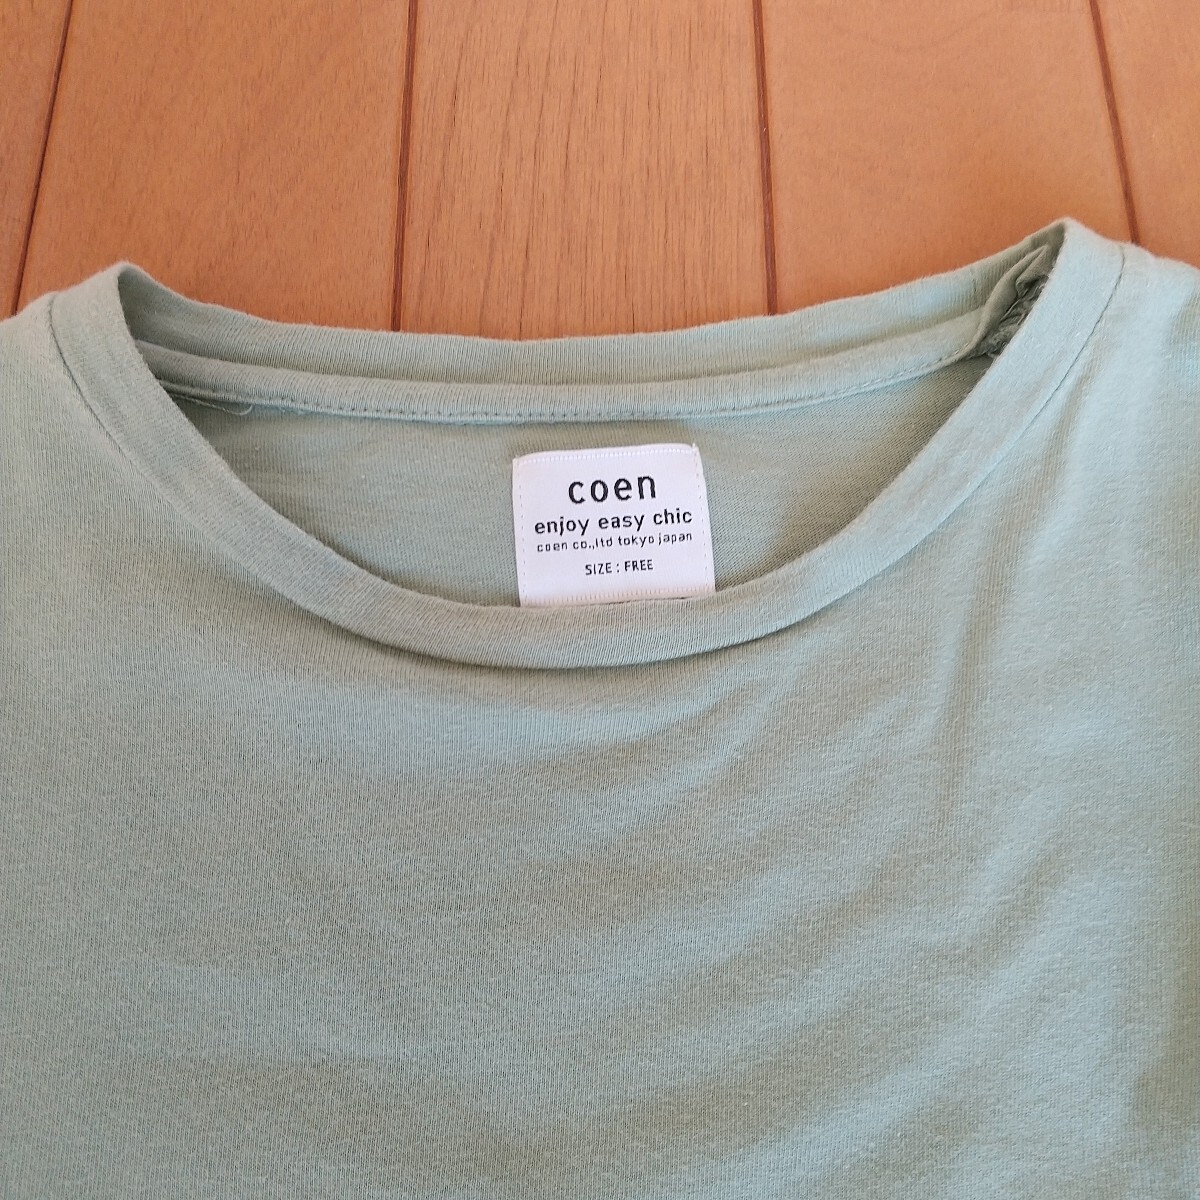 coen
enjoy easy chic
coen co.,ltd tokyo japan
SIZE : FREE